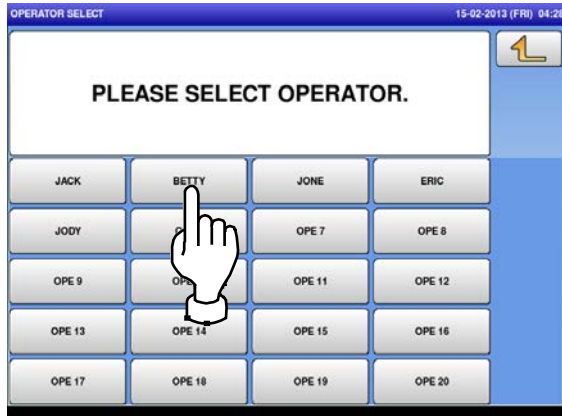 OPERATOR SELECT 15-02-2013 (FRI) 04:28
PLEASE SELECT OPERATOR.
JACK BETTY JONE ERIC
JODY OPE 7 OPE 8
OPE 9 OPE 11 OPE 12
OPE 13 OPE 14 OPE 15 OPE 16
OPE 17 OPE 18 OPE 19 OPE 20